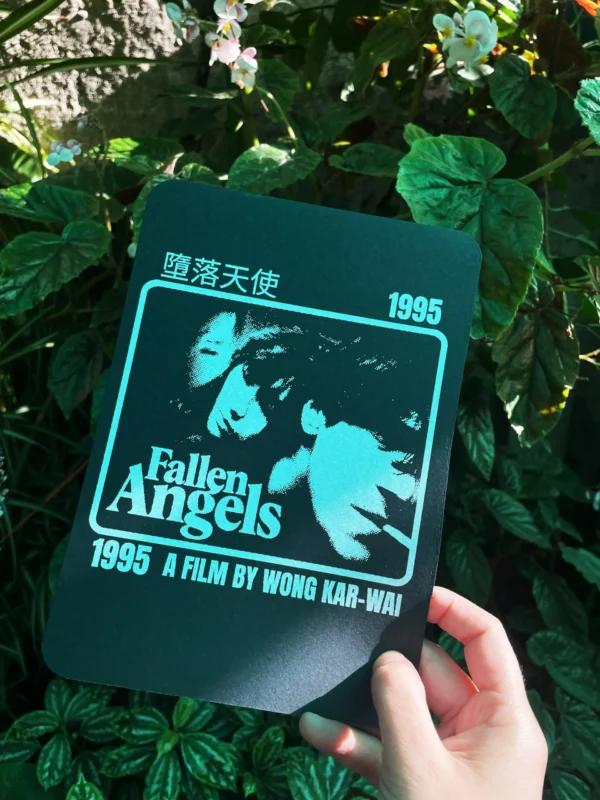 墮落天使
1995
Fallen
Angels
1995 A FILM BY WONG KAR-WAI